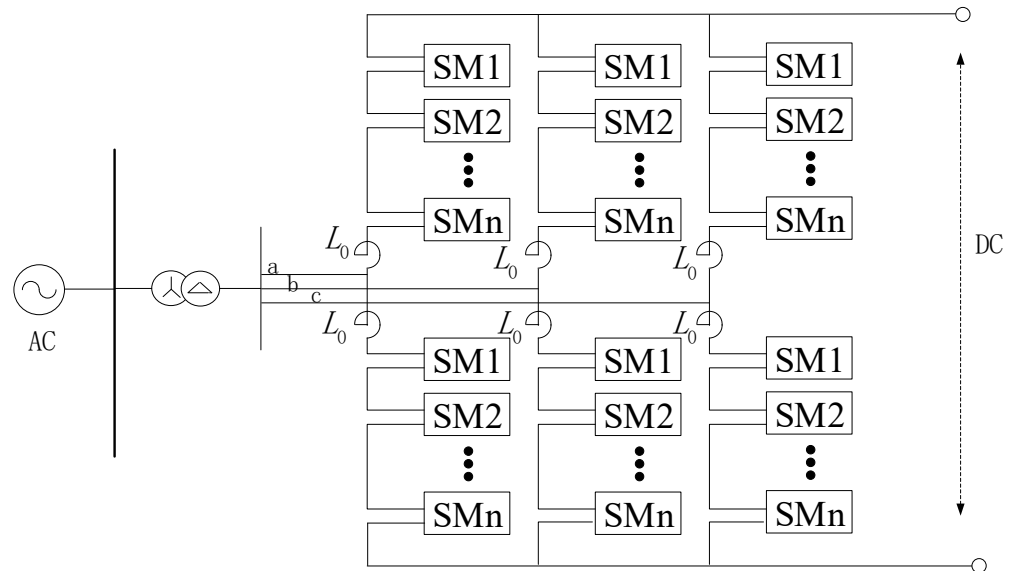 SM1 SM1 SM1
SM2 SM2 SM2
SMn SMn SMn
L0 L0 L0
DC
a
b
c
AC
L0 L0 L0
SM1 SM1 SM1
SM2 SM2 SM2
SMn SMn SMn